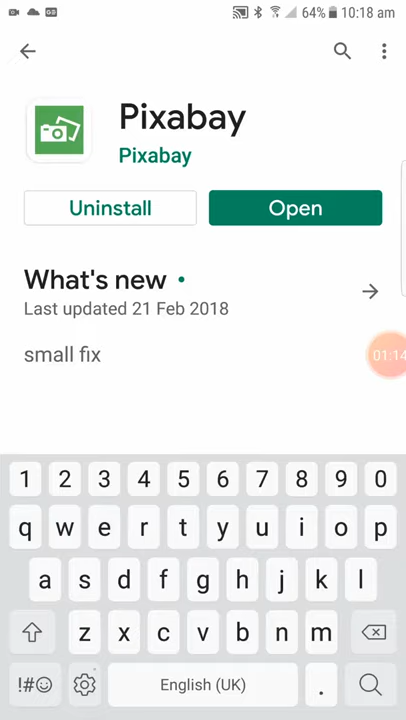 64% 10:18 am
Pixabay
Pixabay
Uninstall Open
What's new
Last updated 21 Feb 2018
small fix
01:14
1 2 3 4 5 6 7 8 9 0
q w e r t y u i o p
a s d f g h j k l
z x c v b n m
!#☺ English (UK) .